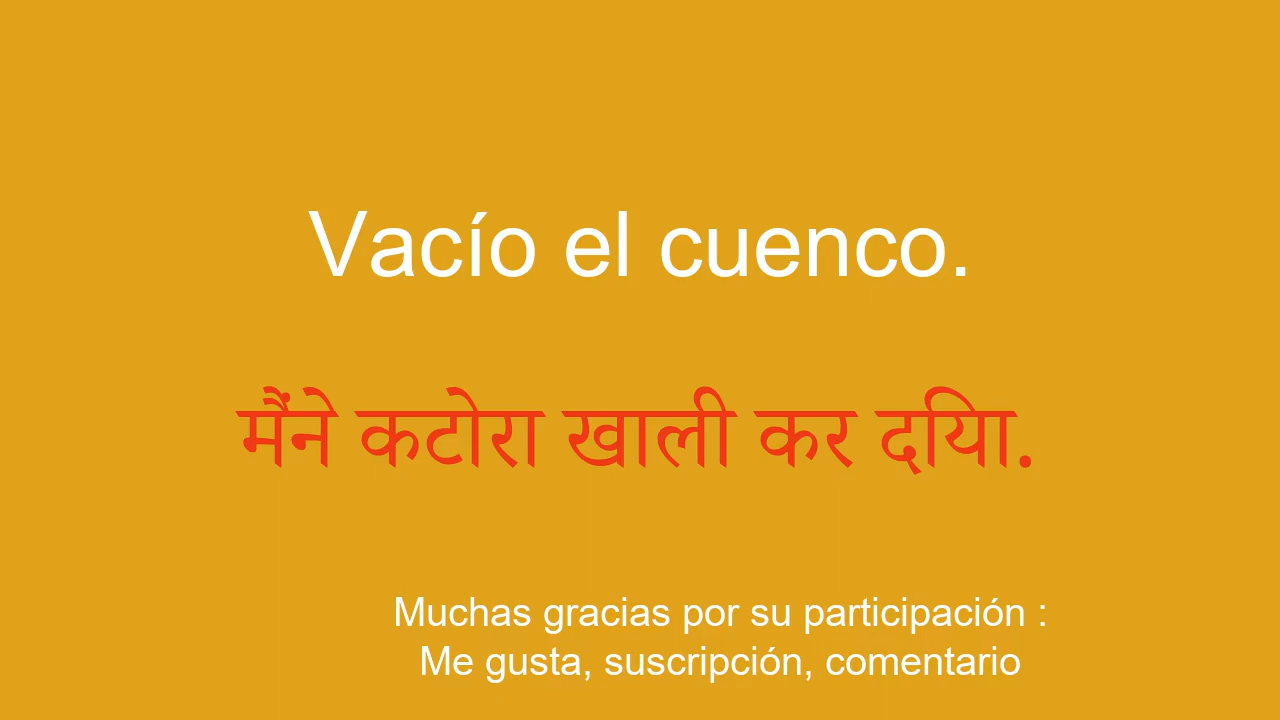 Vacío el cuenco.
मैंने कटोरा खाली कर दिया.
Muchas gracias por su participación :
Me gusta, suscripción, comentario